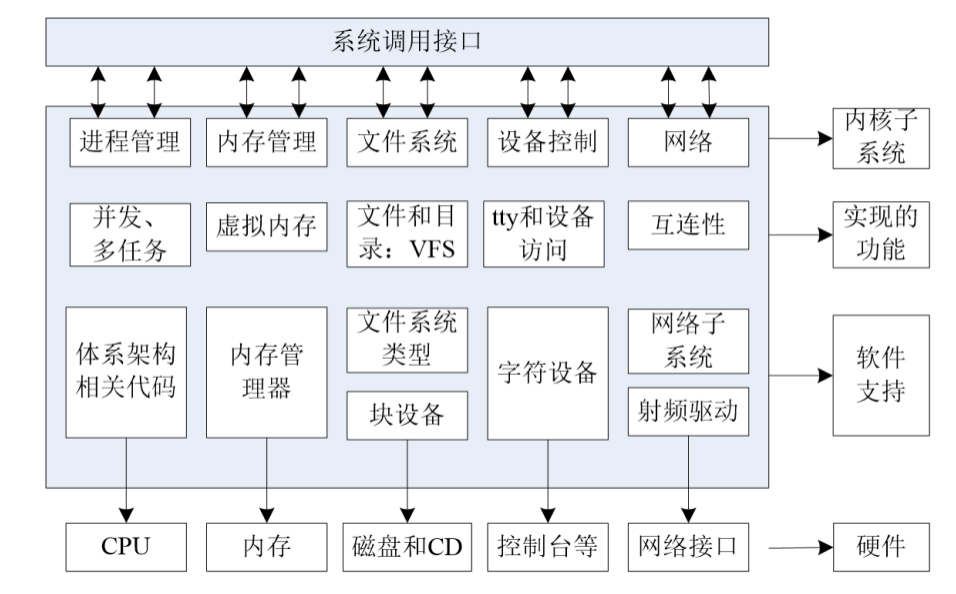 系统调用接口
进程管理
内存管理
文件系统
设备控制
网络
内核子
系统
并发、
多任务
虚拟内存
文件和目
录：VFS
tty和设备
访问
互连性
实现的
功能
体系架构
相关代码
内存管
理器
文件系统
类型
块设备
字符设备
网络子
系统
射频驱动
软件
支持
CPU
内存
磁盘和CD
控制台等
网络接口
硬件